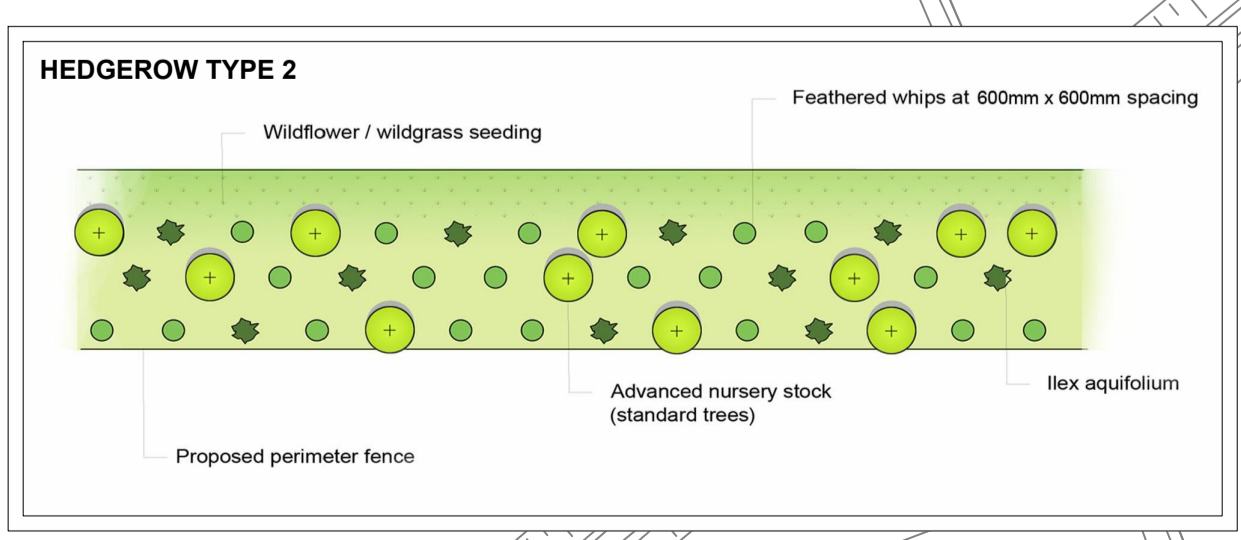 HEDGEROW TYPE 2
Feathered whips at 600mm x 600mm spacing
Wildflower / wildgrass seeding
Ilex aquifolium
Advanced nursery stock
(standard trees)
Proposed perimeter fence